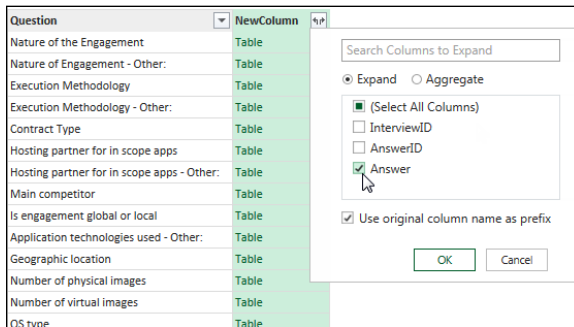 Question NewColumn
Nature of the Engagement Table
Nature of Engagement - Other: Table
Execution Methodology Table
Execution Methodology - Other: Table
Contract Type Table
Hosting partner for in scope apps Table
Hosting partner for in scope apps - Other: Table
Main competitor Table
Is engagement global or local Table
Application technologies used - Other: Table
Geographic location Table
Number of physical images Table
Number of virtual images Table
OS type Table
Search Columns to Expand
Expand Aggregate
(Select All Columns)
InterviewID
AnswerID
Answer
Use original column name as prefix
OK Cancel